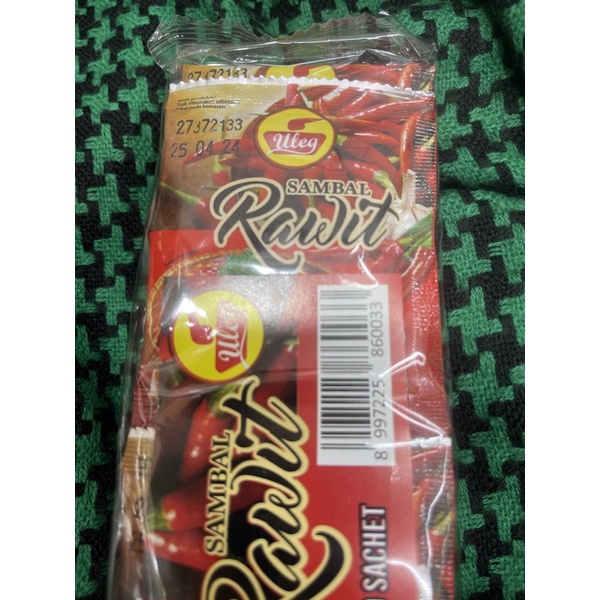 27372133
27372133
25 04 24
Uleg
SAMBAL
Rawit
Uleg
SAMBAL
Rawit
8 997225 860033
SACHET